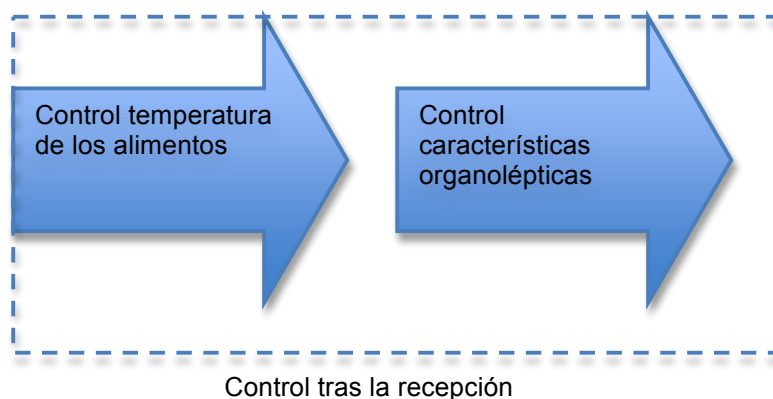 Control temperatura
de los alimentos
Control
características
organolépticas
Control tras la recepción